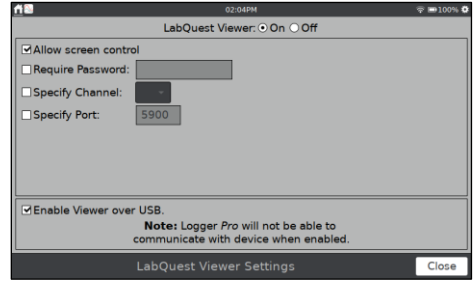 02:04PM 100%
LabQuest Viewer: On Off
Allow screen control
Require Password:
Specify Channel:
Specify Port: 5900
Enable Viewer over USB.
Note: Logger Pro will not be able to
communicate with device when enabled.
LabQuest Viewer Settings Close